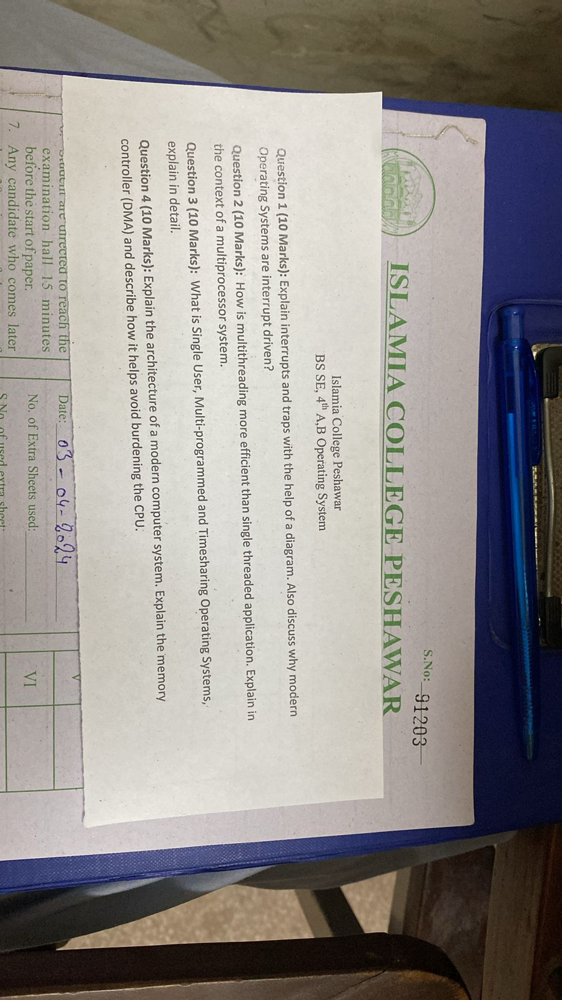 S.No: 91203
ISLAMIA COLLEGE PESHAWAR
Islamia College Peshawar
BS SE, 4th A,B Operating System
Question 1 (10 Marks): Explain interrupts and traps with the help of a diagram. Also discuss why modern
Operating Systems are interrupt driven?
Question 2 (10 Marks): How is multithreading more efficient than single threaded application. Explain in
the context of a multiprocessor system.
Question 3 (10 Marks): What is Single User, Multi-programmed and Timesharing Operating Systems,
explain in detail.
Question 4 (10 Marks): Explain the architecture of a modern computer system. Explain the memory
controller (DMA) and describe how it helps avoid burdening the CPU.
are directed to reach the
examination hall 15 minutes
before the start of paper.
7. Any candidate who comes later
Date: 03-04-2024
No. of Extra Sheets used:
S.No. of used extra sheet:
V
VI